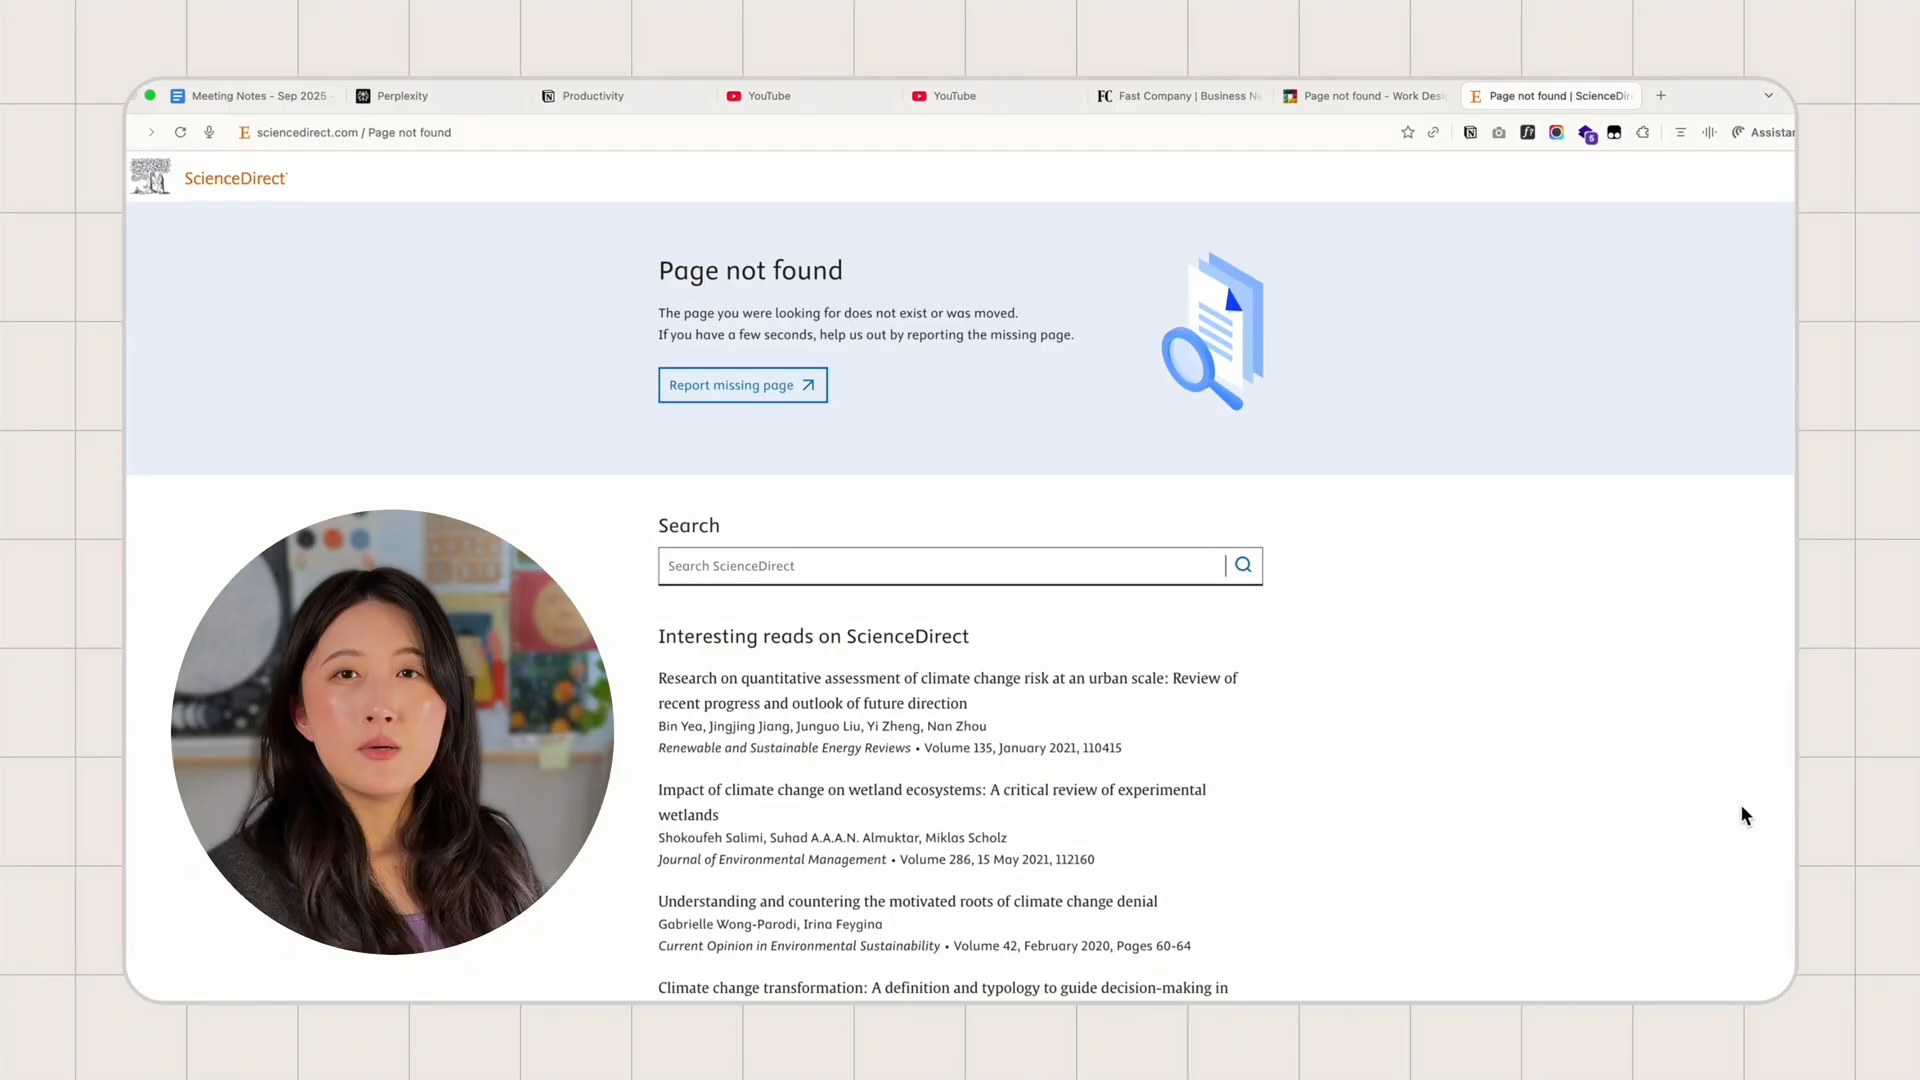 Meeting Notes - Sep 2025
Perplexity
Productivity
YouTube
YouTube
FC Fast Company | Business Ne
Page not found - Work Desi
Page not found | ScienceDir
sciencedirect.com / Page not found
5
Assistan
ScienceDirect
Page not found
The page you were looking for does not exist or was moved.
If you have a few seconds, help us out by reporting the missing page.
Report missing page
Search
Search ScienceDirect
Interesting reads on ScienceDirect
Research on quantitative assessment of climate change risk at an urban scale: Review of
recent progress and outlook of future direction
Bin Yea, Jingjing Jiang, Junguo Liu, Yi Zheng, Nan Zhou
Renewable and Sustainable Energy Reviews • Volume 135, January 2021, 110415
Impact of climate change on wetland ecosystems: A critical review of experimental
wetlands
Shokoufeh Salimi, Suhad A.A.A.N. Almuktar, Miklas Scholz
Journal of Environmental Management • Volume 286, 15 May 2021, 112160
Understanding and countering the motivated roots of climate change denial
Gabrielle Wong-Parodi, Irina Feygina
Current Opinion in Environmental Sustainability • Volume 42, February 2020, Pages 60-64
Climate change transformation: A definition and typology to guide decision-making in